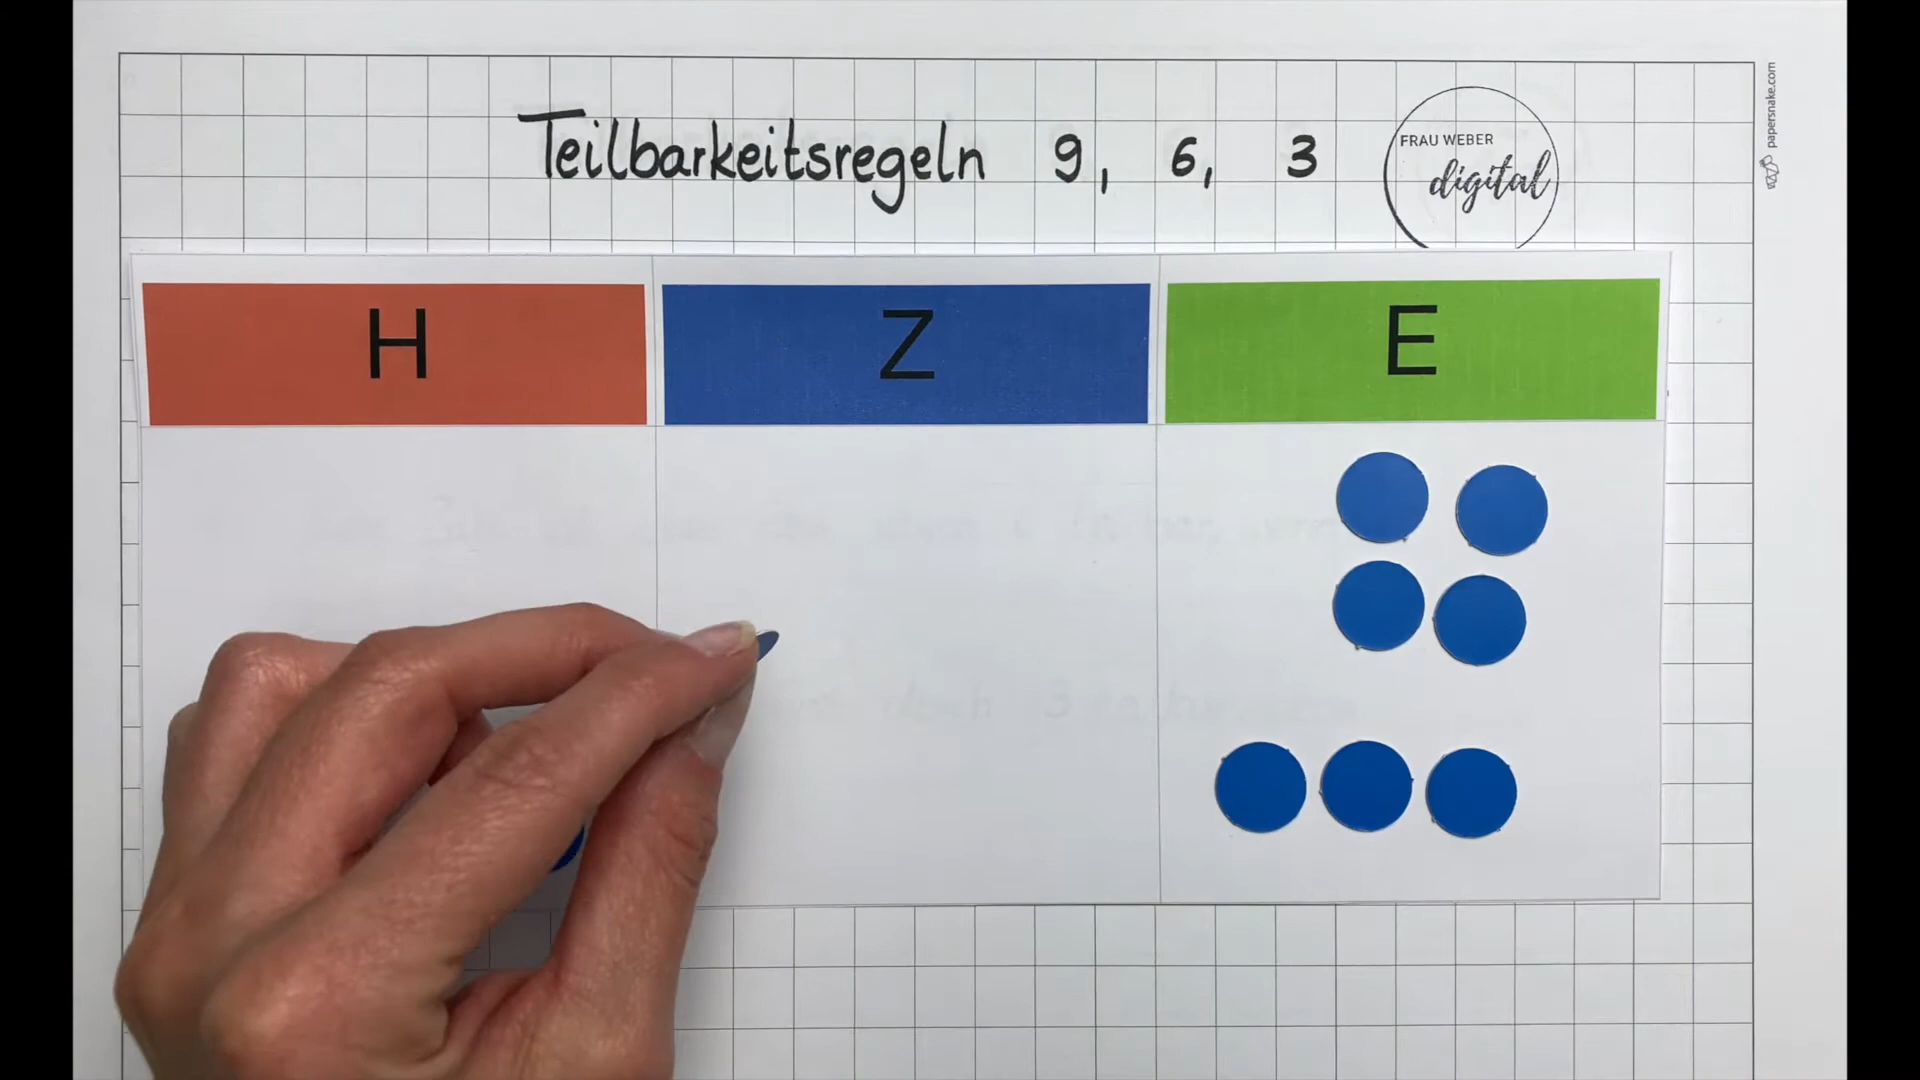 Teilbarkeitsregeln 9, 6, 3
FRAU WEBER
digital
papersnake.com
H Z E